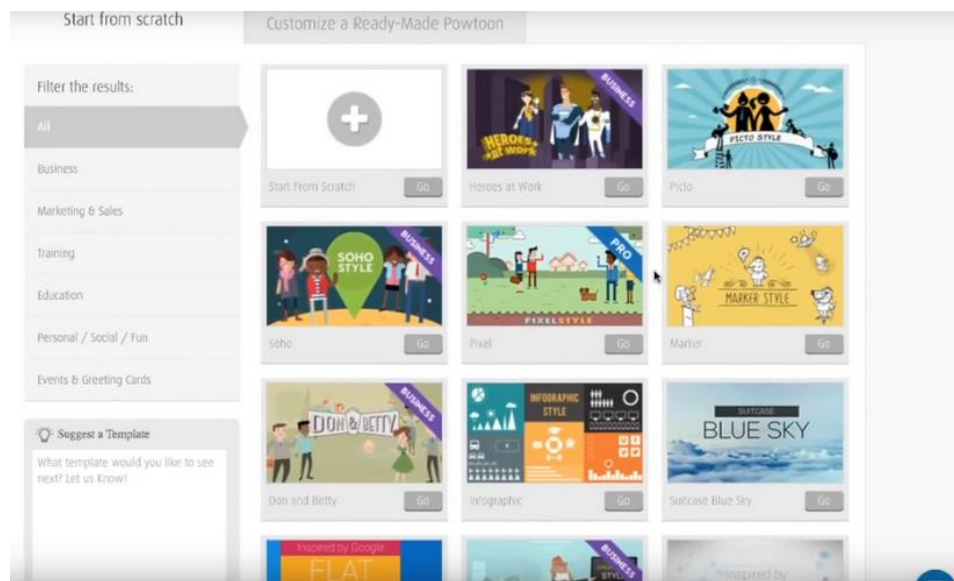 Start from scratch
Customize a Ready-Made Powtoon
Filter the results:
All
Business
Marketing & Sales
Training
Education
Personal / Social / Fun
Events & Greeting Cards
Suggest a Template
What template would you like to see
next? Let us Know!
Start From Scratch
Go
BUSINESS
HEROES
at WORK
Heroes at Work
Go
PICTO STYLE
Picto
Go
BUSINESS
SOHO
STYLE
Soho
Go
PRO
PIXELSTYLE
Pixel
Go
MARKER STYLE
Marker
Go
BUSINESS
DON & BETTY
Don and Betty
Go
INFOGRAPHIC
STYLE
Infographic
Go
SUITCASE
BLUE SKY
Suitcase Blue Sky
Go
Inspired by Google
FLAT
BUSINESS
STYLE
Inspired by